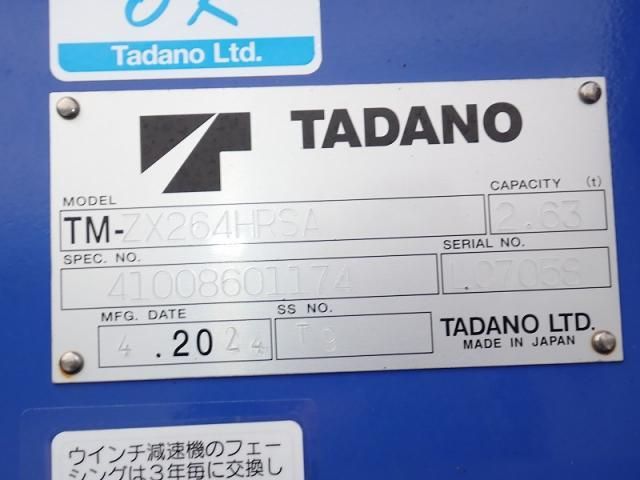 Tadano Ltd.
TADANO
MODEL
CAPACITY (t)
TM-ZX264HRSA
2.63
SPEC. NO.
SERIAL NO.
41008601174
LC7058
MFG. DATE
SS NO.
4 .2024
T9
TADANO LTD.
MADE IN JAPAN
ウインチ減速機のフェー
シングは3年毎に交換し